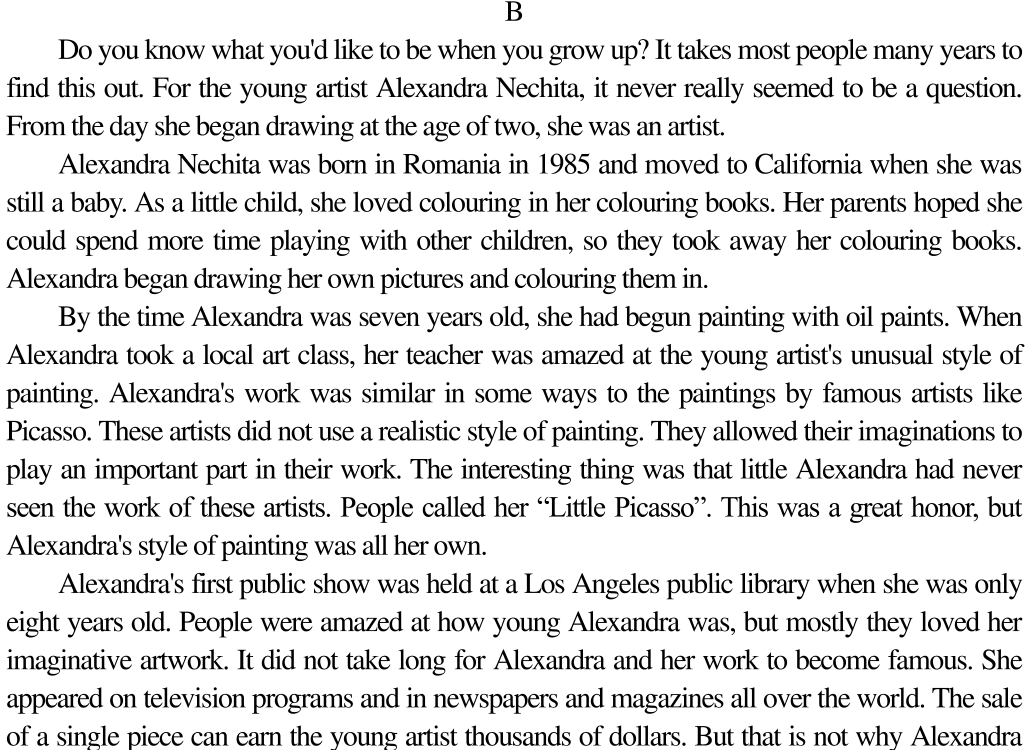 B
Do you know what you'd like to be when you grow up? It takes most people many years to
find this out. For the young artist Alexandra Nechita, it never really seemed to be a question.
From the day she began drawing at the age of two, she was an artist.
Alexandra Nechita was born in Romania in 1985 and moved to California when she was
still a baby. As a little child, she loved colouring in her colouring books. Her parents hoped she
could spend more time playing with other children, so they took away her colouring books.
Alexandra began drawing her own pictures and colouring them in.
By the time Alexandra was seven years old, she had begun painting with oil paints. When
Alexandra took a local art class, her teacher was amazed at the young artist's unusual style of
painting. Alexandra's work was similar in some ways to the paintings by famous artists like
Picasso. These artists did not use a realistic style of painting. They allowed their imaginations to
play an important part in their work. The interesting thing was that little Alexandra had never
seen the work of these artists. People called her “Little Picasso”. This was a great honor, but
Alexandra's style of painting was all her own.
Alexandra's first public show was held at a Los Angeles public library when she was only
eight years old. People were amazed at how young Alexandra was, but mostly they loved her
imaginative artwork. It did not take long for Alexandra and her work to become famous. She
appeared on television programs and in newspapers and magazines all over the world. The sale
of a single piece can earn the young artist thousands of dollars. But that is not why Alexandra